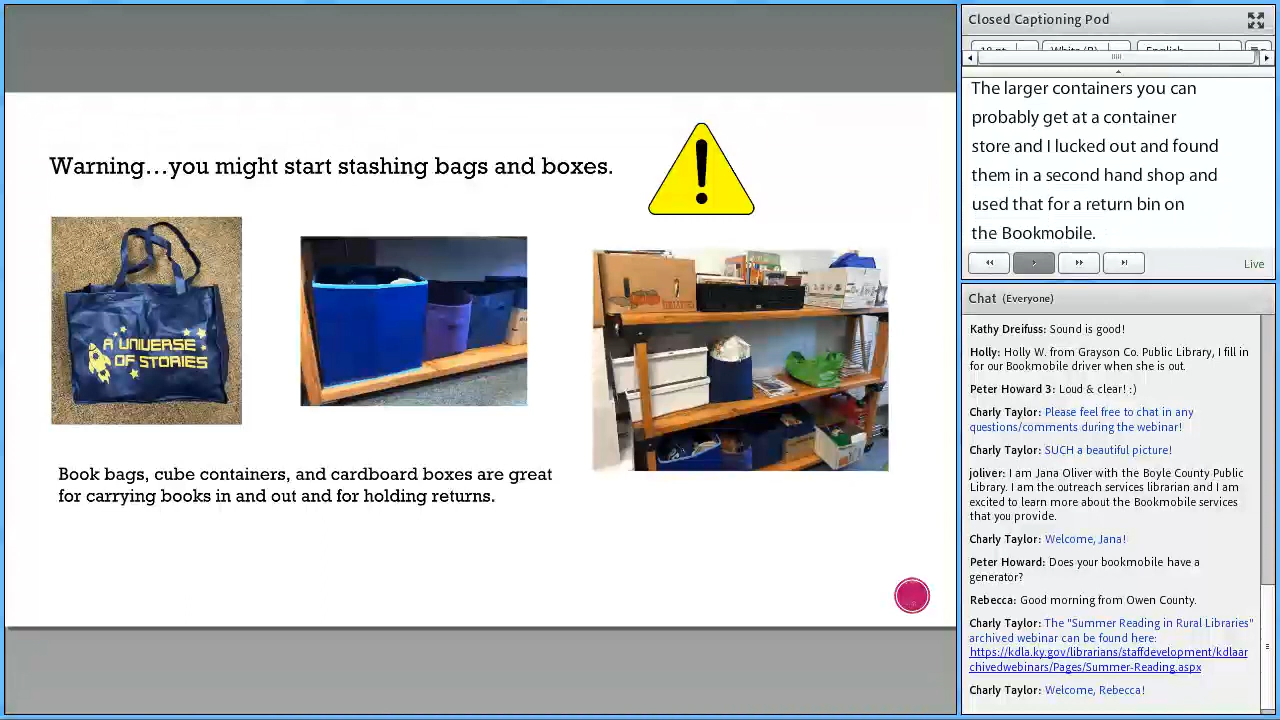 Warning…you might start stashing bags and boxes.
A UNIVERSE
OF STORIES
Book bags, cube containers, and cardboard boxes are great
for carrying books in and out and for holding returns.
Closed Captioning Pod
English
The larger containers you can
probably get at a container
store and I lucked out and found
them in a second hand shop and
used that for a return bin on
the Bookmobile.
Live
Chat (Everyone)
Kathy Dreifuss: Sound is good!
Holly: Holly W. from Grayson Co. Public Library, I fill in
for our Bookmobile driver when she is out.
Peter Howard 3: Loud & clear! :)
Charly Taylor: Please feel free to chat in any
questions/comments during the webinar!
Charly Taylor: SUCH a beautiful picture!
joliver: I am Jana Oliver with the Boyle County Public
Library. I am the outreach services librarian and I am
excited to learn more about the Bookmobile services
that you provide.
Charly Taylor: Welcome, Jana!
Peter Howard: Does your bookmobile have a
generator?
Rebecca: Good morning from Owen County.
Charly Taylor: The "Summer Reading in Rural Libraries"
archived webinar can be found here:
https://kdla.ky.gov/librarians/staffdevelopment/kdlaar
chivedwebinars/Pages/Summer-Reading.aspx
Charly Taylor: Welcome, Rebecca!